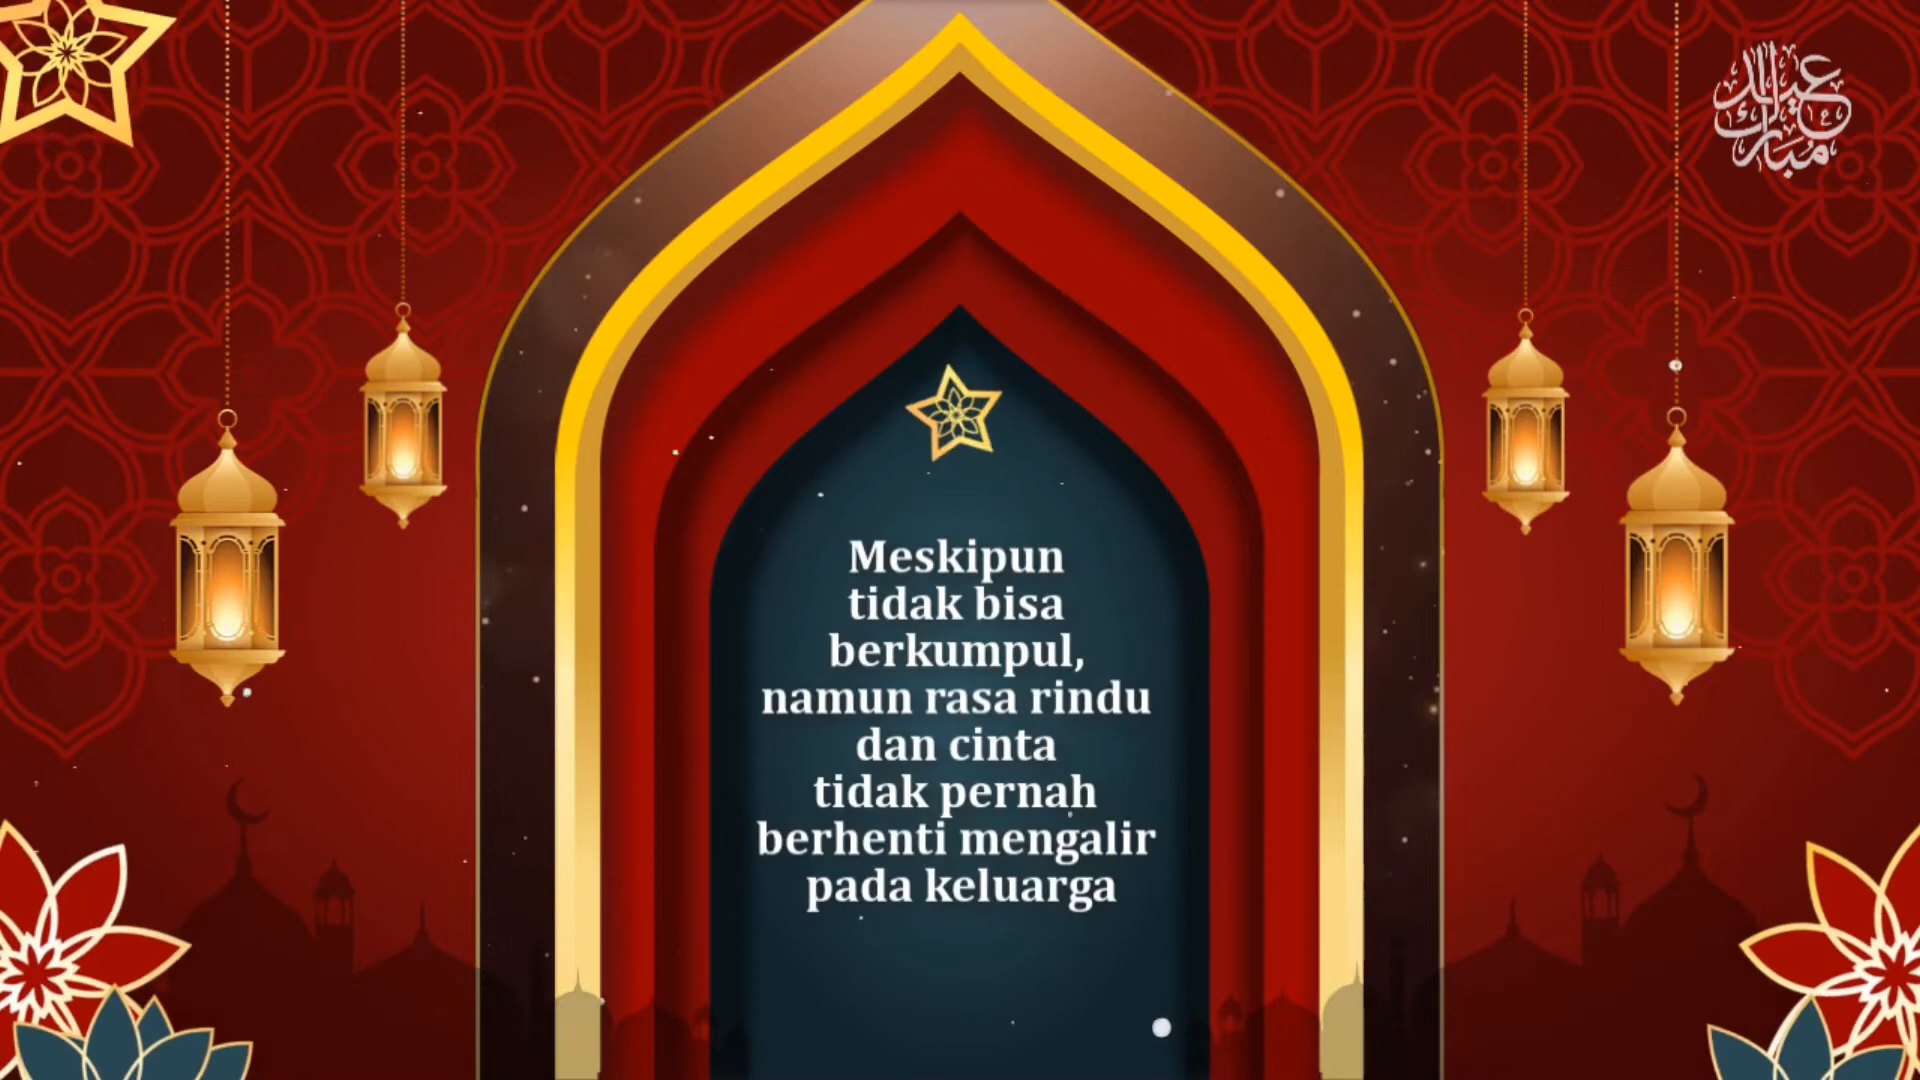 عيد مبارك
Meskipun
tidak bisa
berkumpul,
namun rasa rindu
dan cinta
tidak pernah
berhenti mengalir
pada keluarga